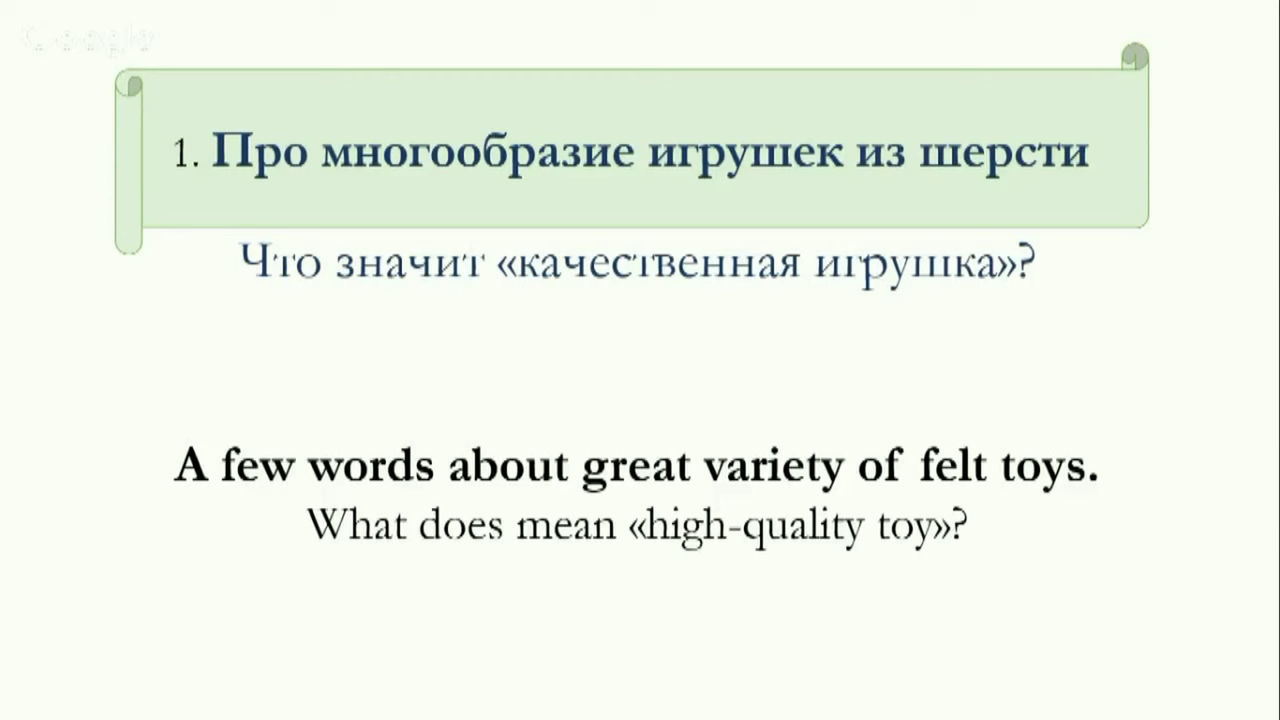 Google
1. Про многообразие игрушек из шерсти
Что значит «качественная игрушка»?
A few words about great variety of felt toys.
What does mean «high-quality toy»?